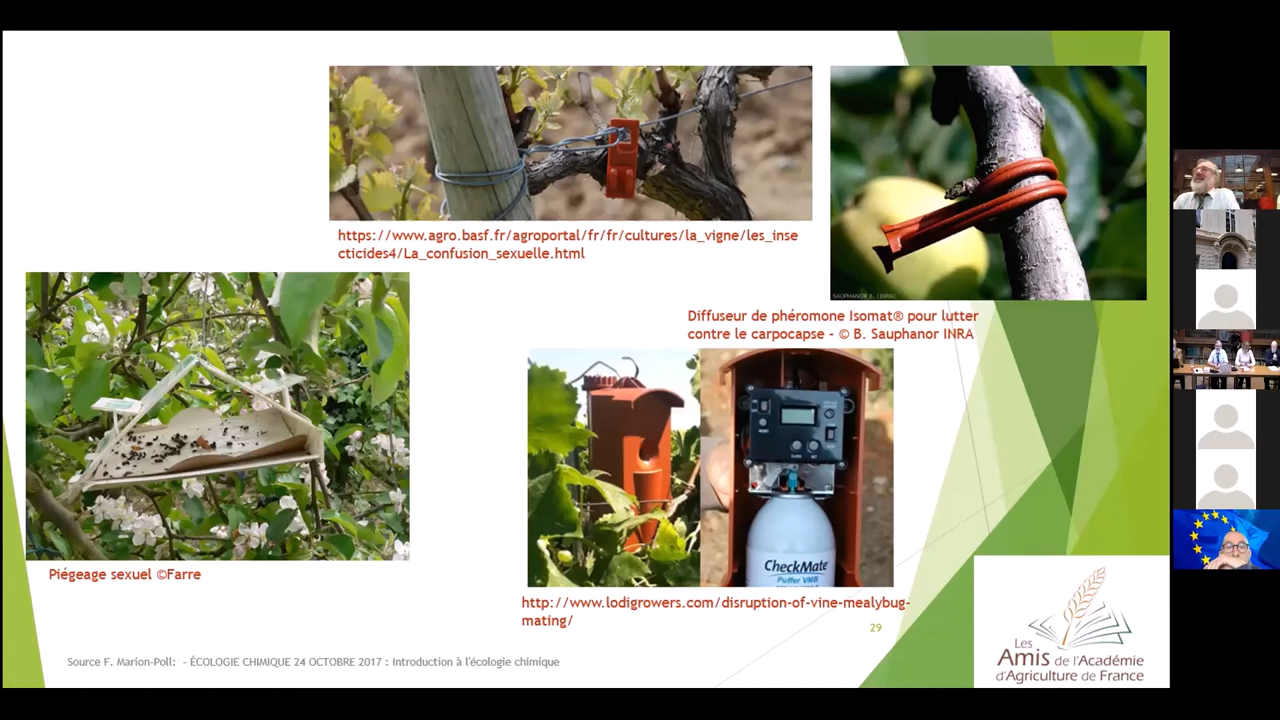 https://www.agro.basf.fr/agroportal/fr/fr/cultures/la_vigne/les_inse
cticides4/La_confusion_sexuelle.html
SAUPHANOR B. (INRA)
Diffuseur de phéromone Isomat® pour lutter
contre le carpocapse - © B. Sauphanor INRA
CheckMate
Puffer VMB
Piégeage sexuel ©Farre
http://www.lodigrowers.com/disruption-of-vine-mealybug-
mating/
29
Source F. Marion-Poll:  - ÉCOLOGIE CHIMIQUE 24 OCTOBRE 2017 : Introduction à l'écologie chimique
Les
Amis de l'Académie
d'Agriculture de France